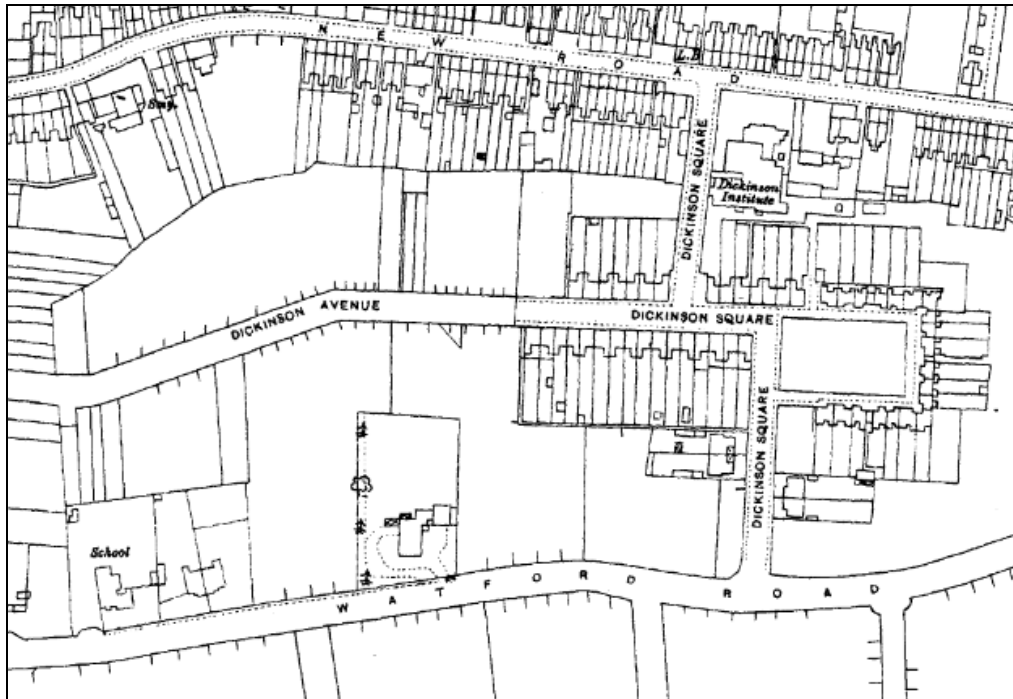 NEW ROAD
L.B
Smy.
DICKINSON SQUARE
Dickinson
Institute
DICKINSON AVENUE
DICKINSON SQUARE
DICKINSON SQUARE
School
WATFORD ROAD